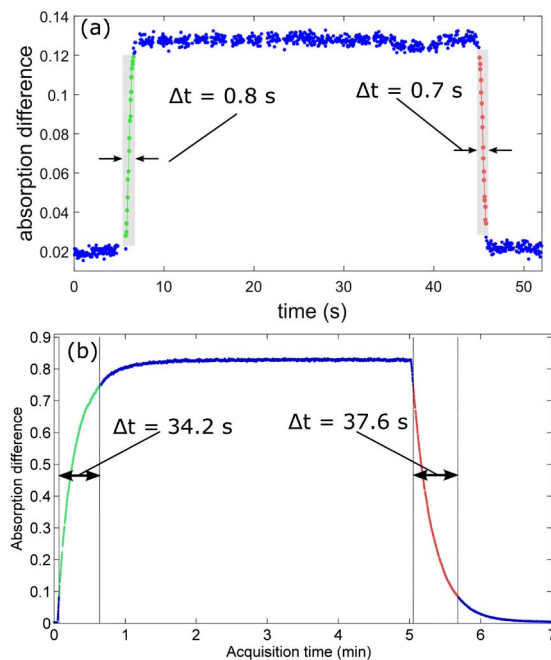 (a)
0.14
0.12
0.10
0.08
0.06
0.04
0.02
absorption difference
Δt = 0.8 s
Δt = 0.7 s
0 10 20 30 40 50
time (s)
(b)
0.9
0.8
0.7
0.6
0.5
0.4
0.3
0.2
0.1
0
Absorption difference
Δt = 34.2 s
Δt = 37.6 s
0 1 2 3 4 5 6 7
Acquisition time (min)